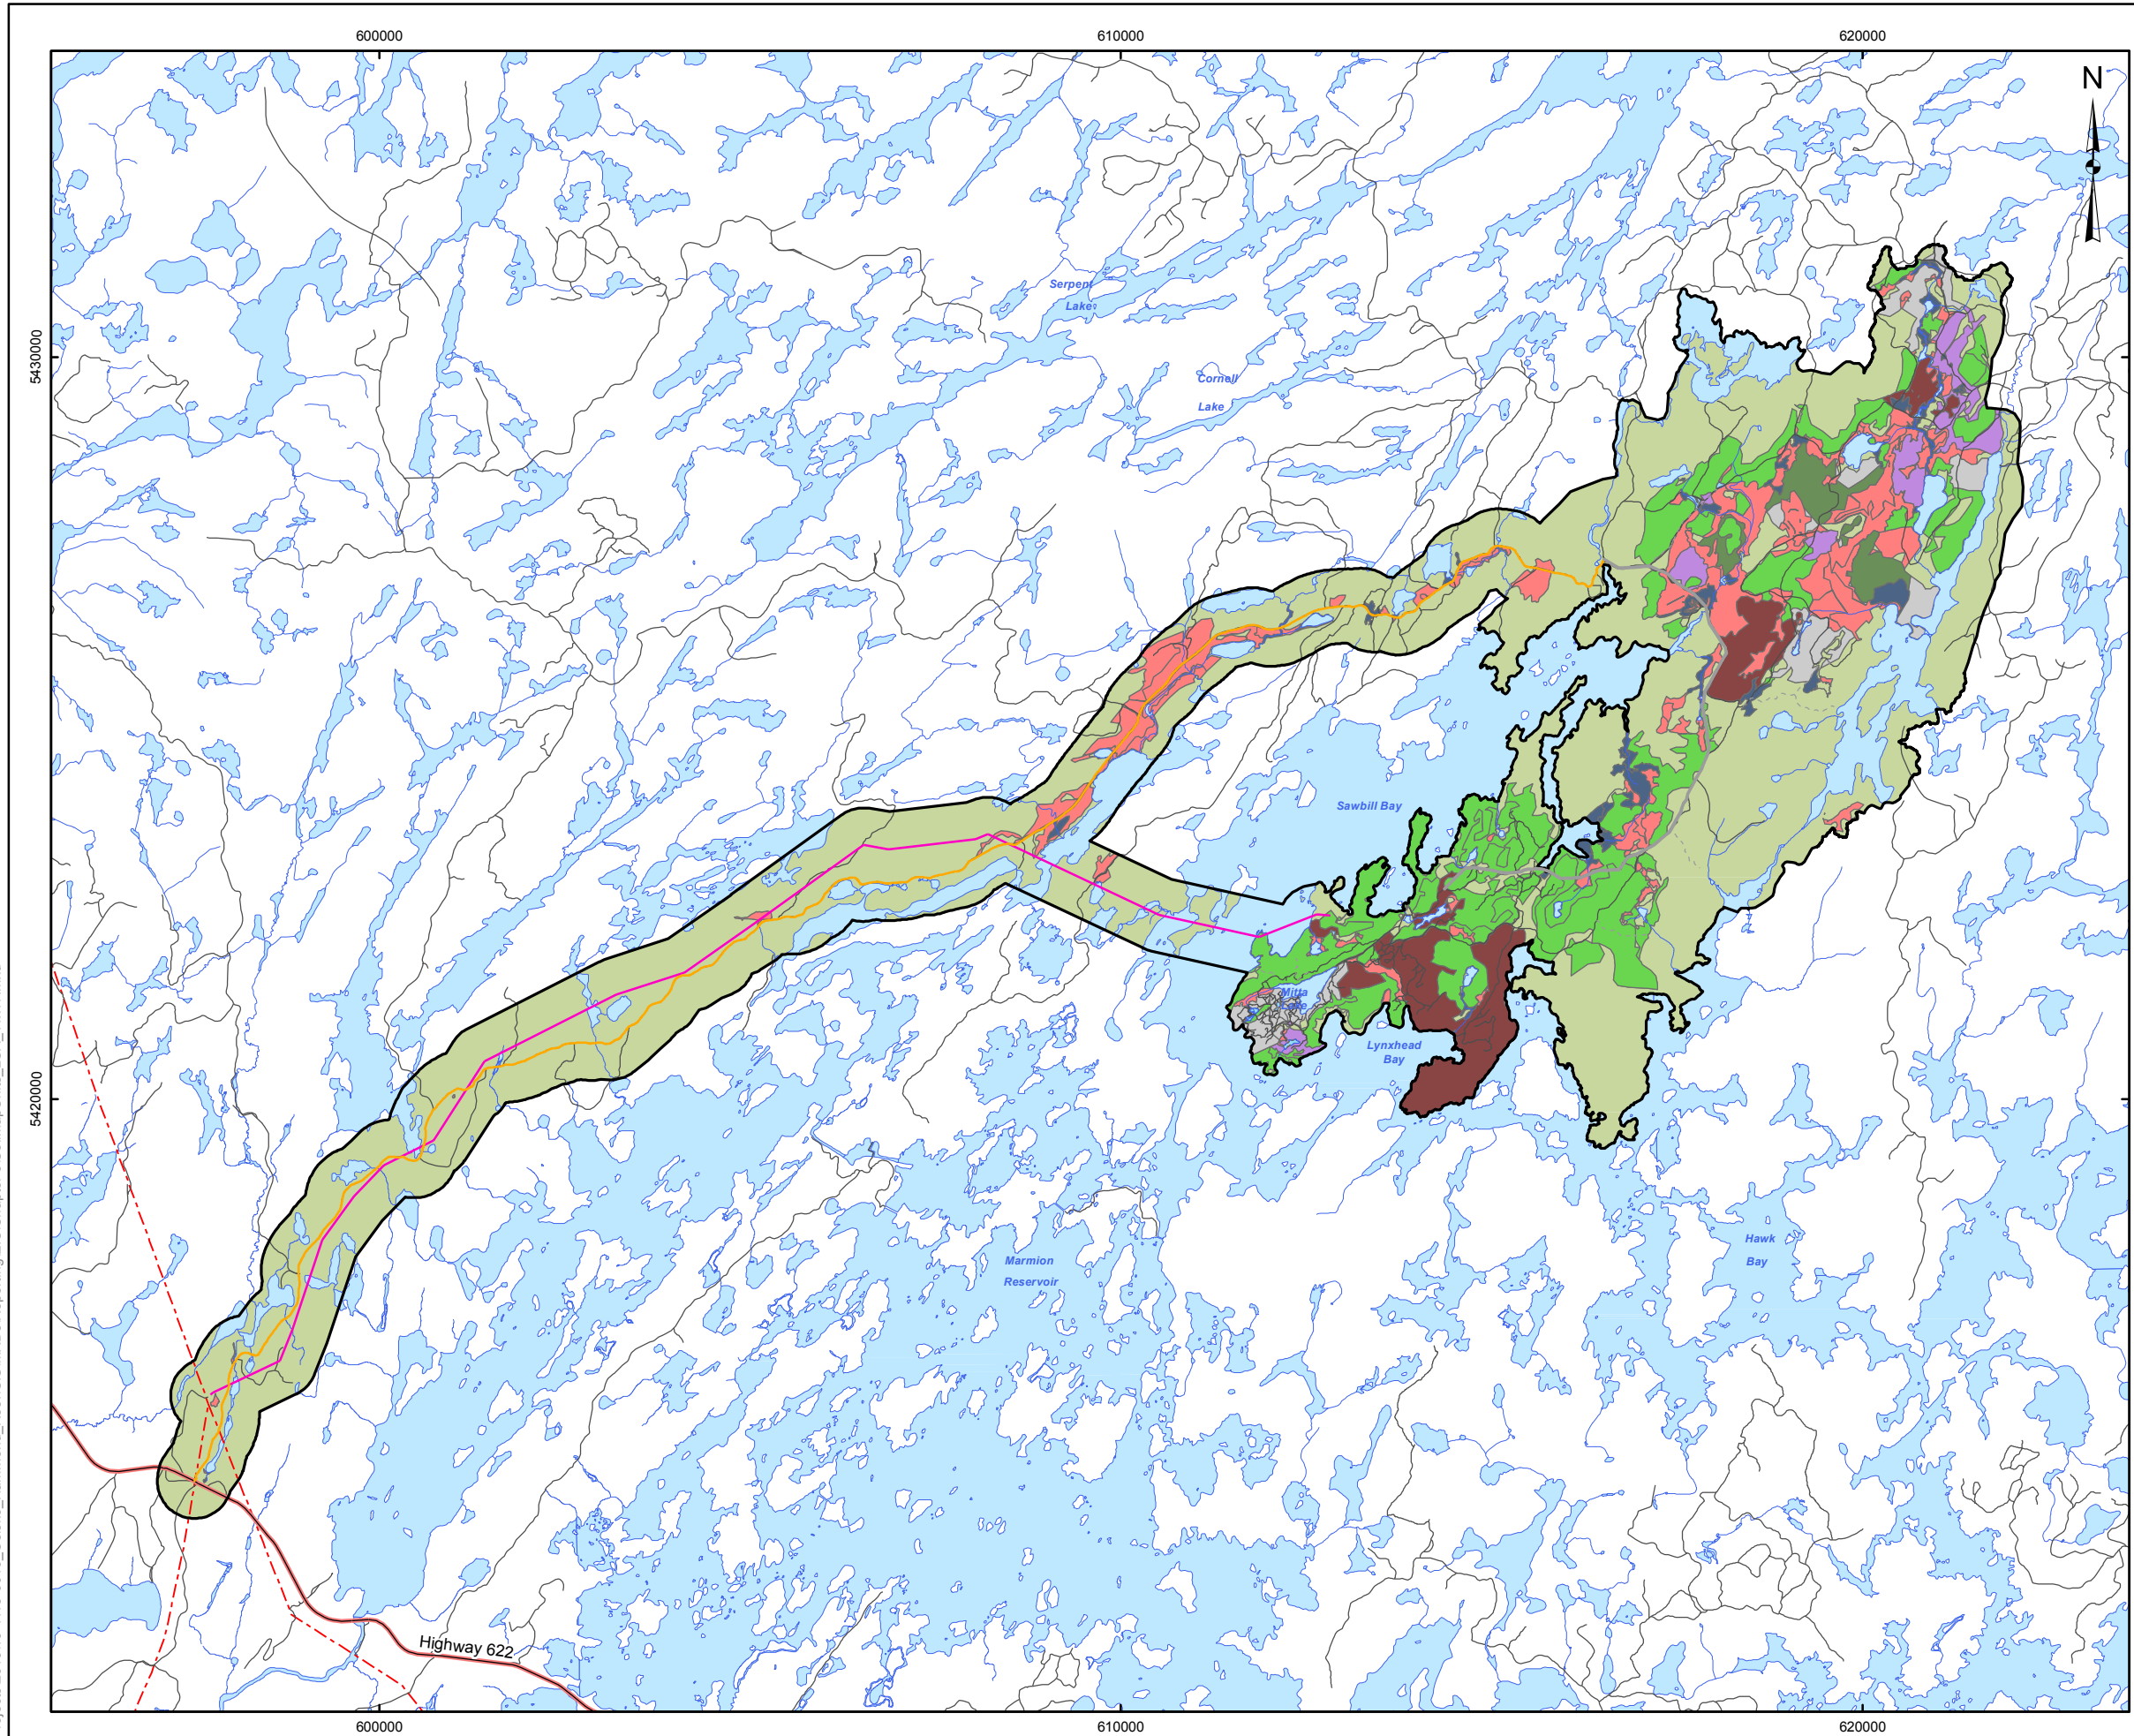 600000
610000
620000
N
5430000
Serpent
Lake
Cornell
Lake
Sawbill Bay
Mitta
Lynxhead
Bay
5420000
Hawk
Bay
Marmion
Reservoir
Highway 622
600000
610000
620000